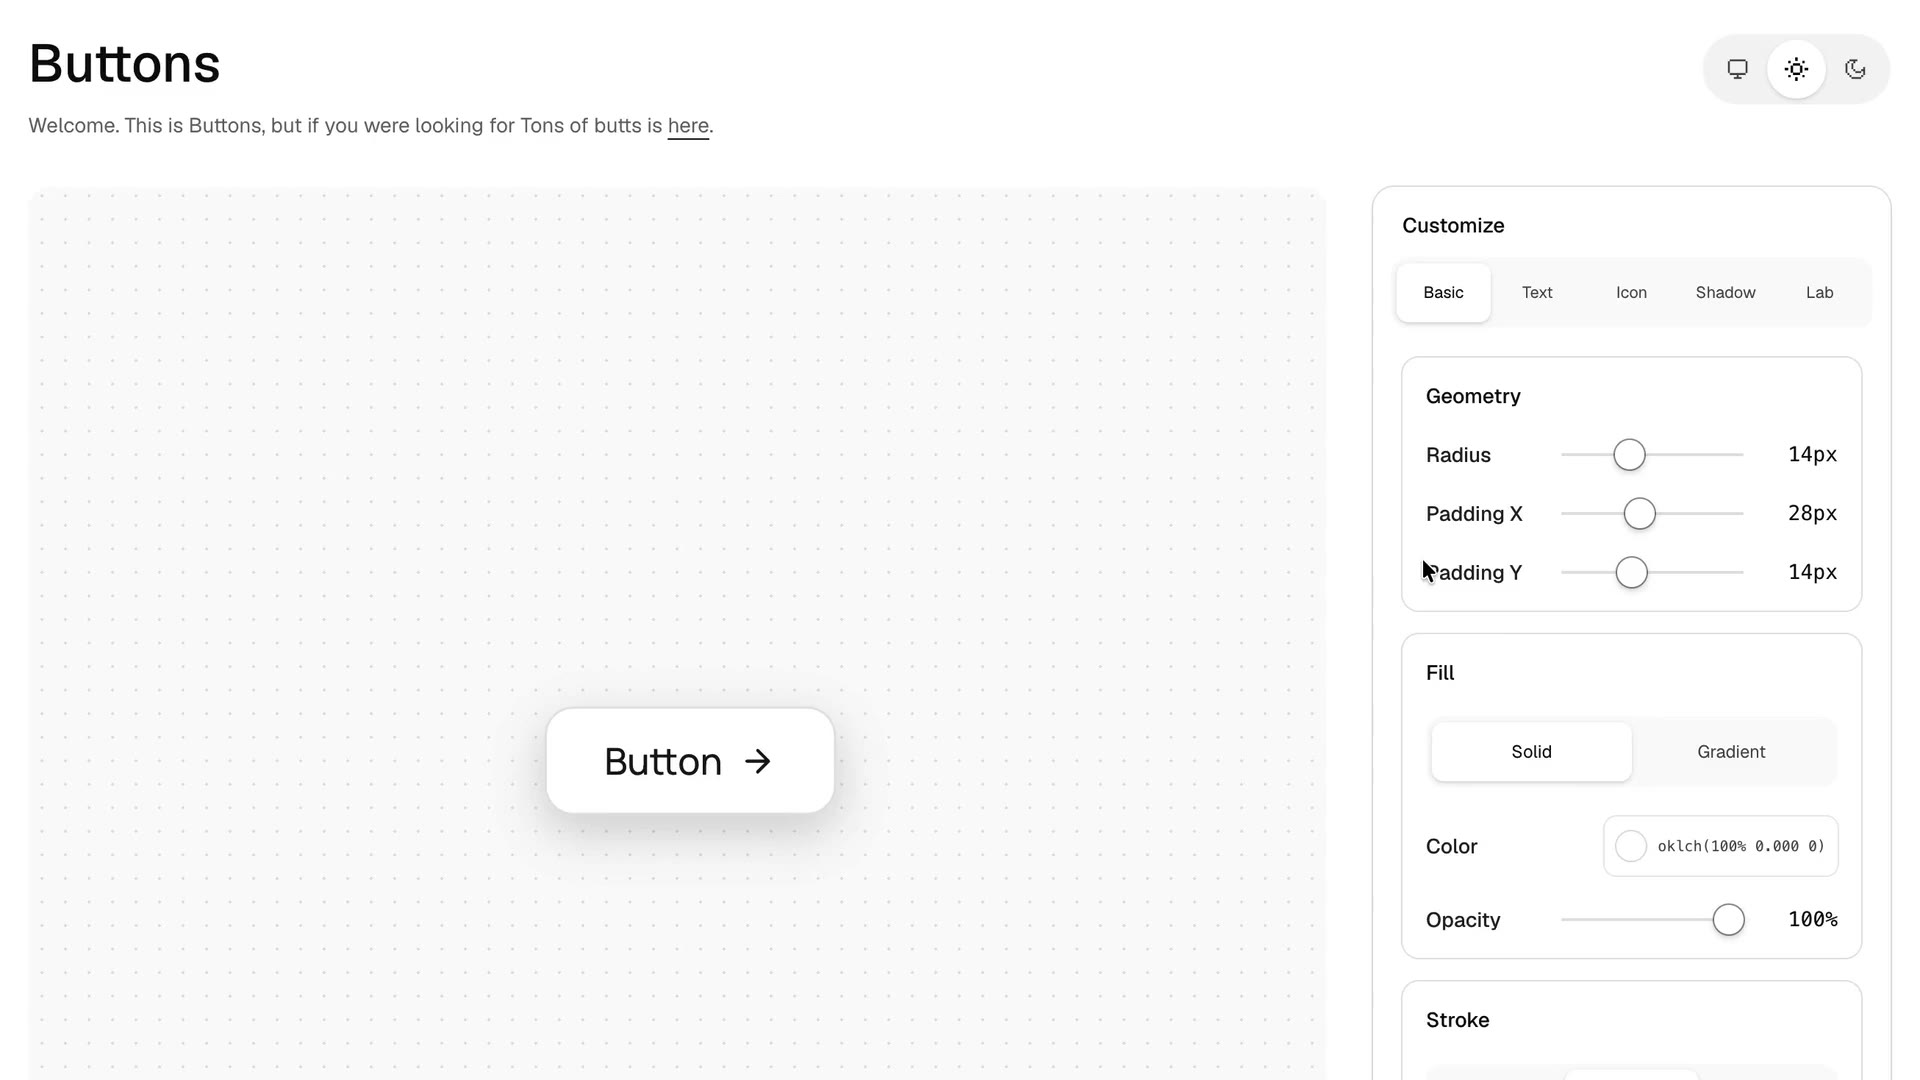 Buttons
Welcome. This is Buttons, but if you were looking for Tons of butts is here.
Customize
Basic Text Icon Shadow Lab
Geometry
Radius 14px
Padding X 28px
Padding Y 14px
Fill
Solid Gradient
Color oklch(100% 0.000 0)
Opacity 100%
Stroke
Button →